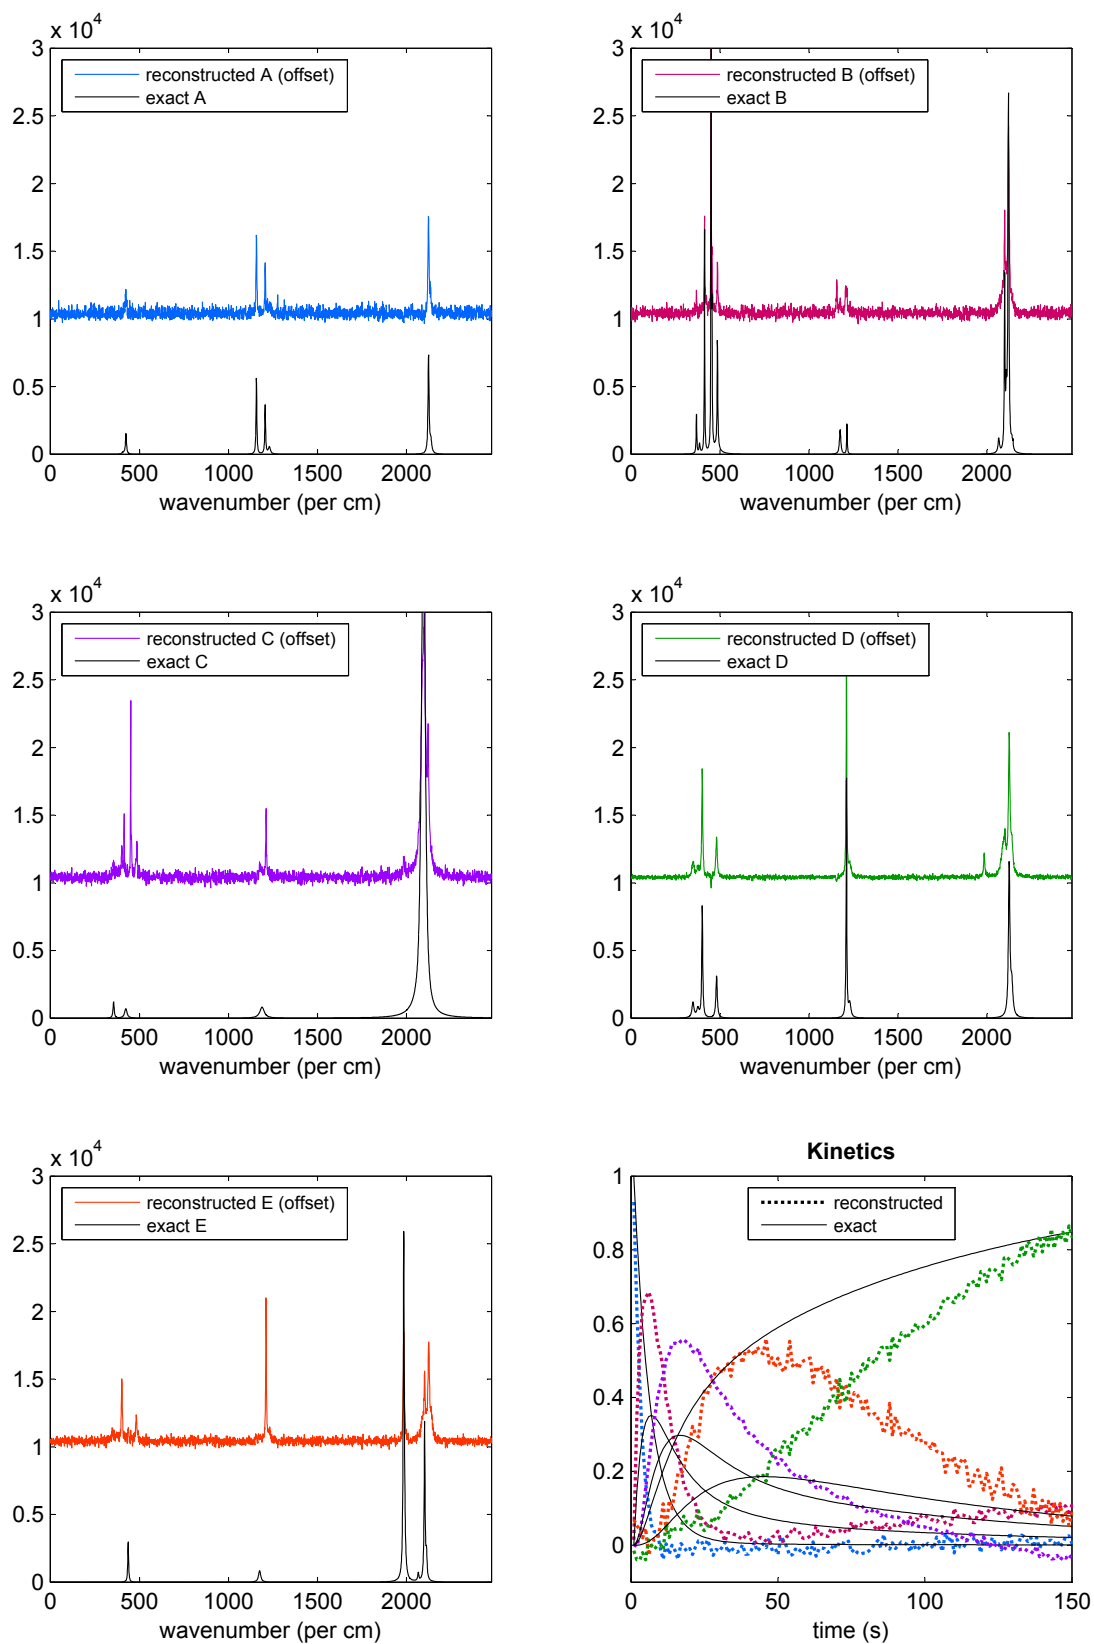 x 10^4
3
2.5
2
1.5
1
0.5
0
reconstructed A (offset)
exact A
0 500 1000 1500 2000
wavenumber (per cm)
x 10^4
3
2.5
2
1.5
1
0.5
0
reconstructed B (offset)
exact B
0 500 1000 1500 2000
wavenumber (per cm)
x 10^4
3
2.5
2
1.5
1
0.5
0
reconstructed C (offset)
exact C
0 500 1000 1500 2000
wavenumber (per cm)
x 10^4
3
2.5
2
1.5
1
0.5
0
reconstructed D (offset)
exact D
0 500 1000 1500 2000
wavenumber (per cm)
x 10^4
3
2.5
2
1.5
1
0.5
0
reconstructed E (offset)
exact E
0 500 1000 1500 2000
wavenumber (per cm)
Kinetics
1
0.8
0.6
0.4
0.2
0
reconstructed
exact
0 50 100 150
time (s)